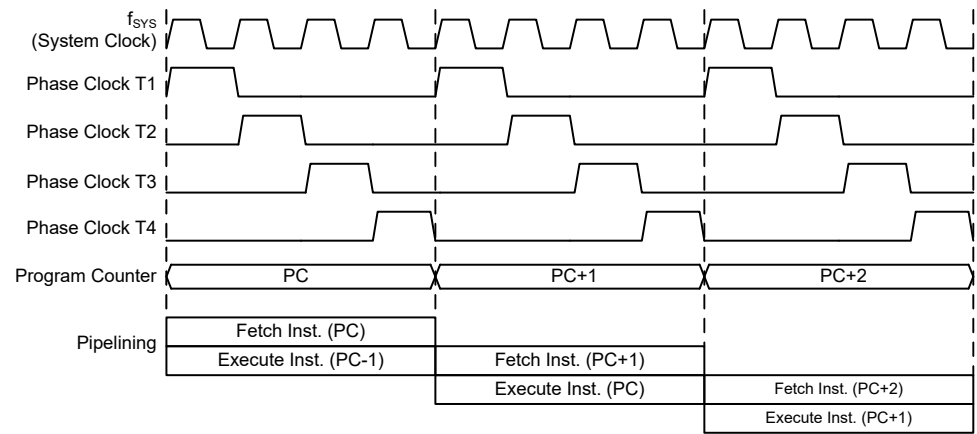 fSYS
(System Clock)
Phase Clock T1
Phase Clock T2
Phase Clock T3
Phase Clock T4
Program Counter PC PC+1 PC+2
Pipelining
Fetch Inst. (PC)
Execute Inst. (PC-1) Fetch Inst. (PC+1)
Execute Inst. (PC) Fetch Inst. (PC+2)
Execute Inst. (PC+1)